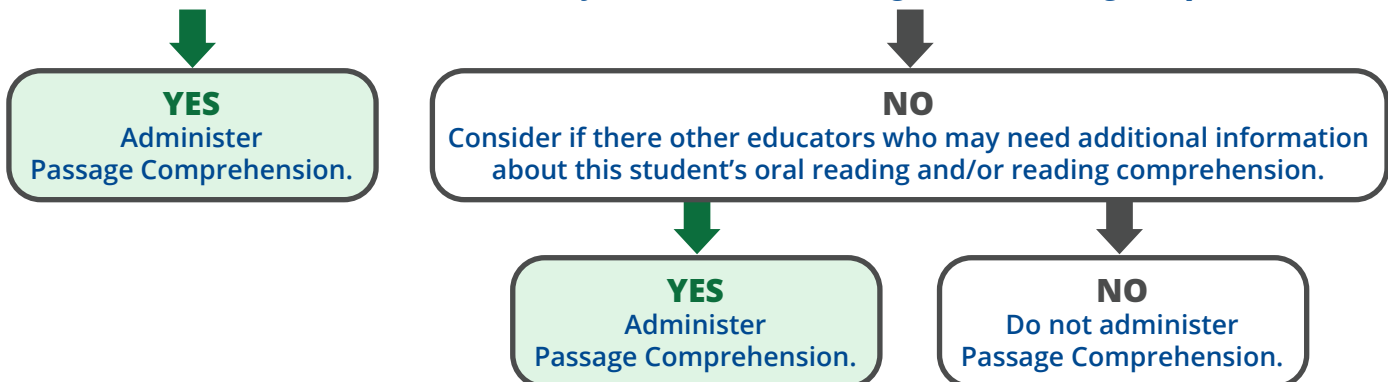 YES
Administer
Passage Comprehension.
NO
Consider if there other educators who may need additional information
about this student’s oral reading and/or reading comprehension.
YES
Administer
Passage Comprehension.
NO
Do not administer
Passage Comprehension.